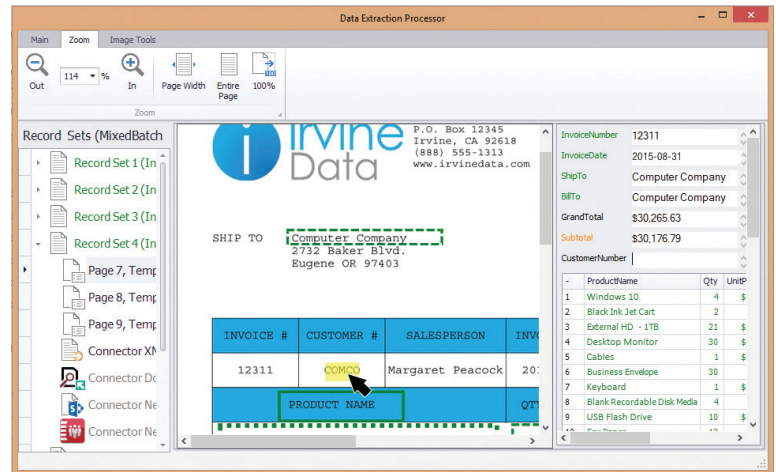 Data Extraction Processor
Main Zoom Image Tools
Out 114 % In Page Width Entire Page 100%
Zoom
Record Sets (MixedBatch
Record Set 1 (In
Record Set 2 (In
Record Set 3 (In
Record Set 4 (In
Page 7, Temp
Page 8, Temp
Page 9, Temp
Connector XM
Connector Do
Connector Ne
Connector Ne
Irvine
Data
P.O. Box 12345
Irvine, CA 92618
(888) 555-1313
www.irvinedata.com
SHIP TO Computer Company
2732 Baker Blvd.
Eugene OR 97403
INVOICE # CUSTOMER # SALESPERSON INV
12311 COMCO Margaret Peacock 201
PRODUCT NAME QTY
InvoiceNumber 12311
InvoiceDate 2015-08-31
ShipTo Computer Company
BillTo Computer Company
GrandTotal $30,265.63
Subtotal $30,176.79
CustomerNumber
- ProductName Qty UnitP
1 Windows 10 4 $
2 Black Ink Jet Cart 2
3 External HD - 1TB 21 $
4 Desktop Monitor 30 $
5 Cables 1 $
6 Business Envelope 30
7 Keyboard 1 $
8 Blank Recordable Disk Media 4
9 USB Flash Drive 10 $